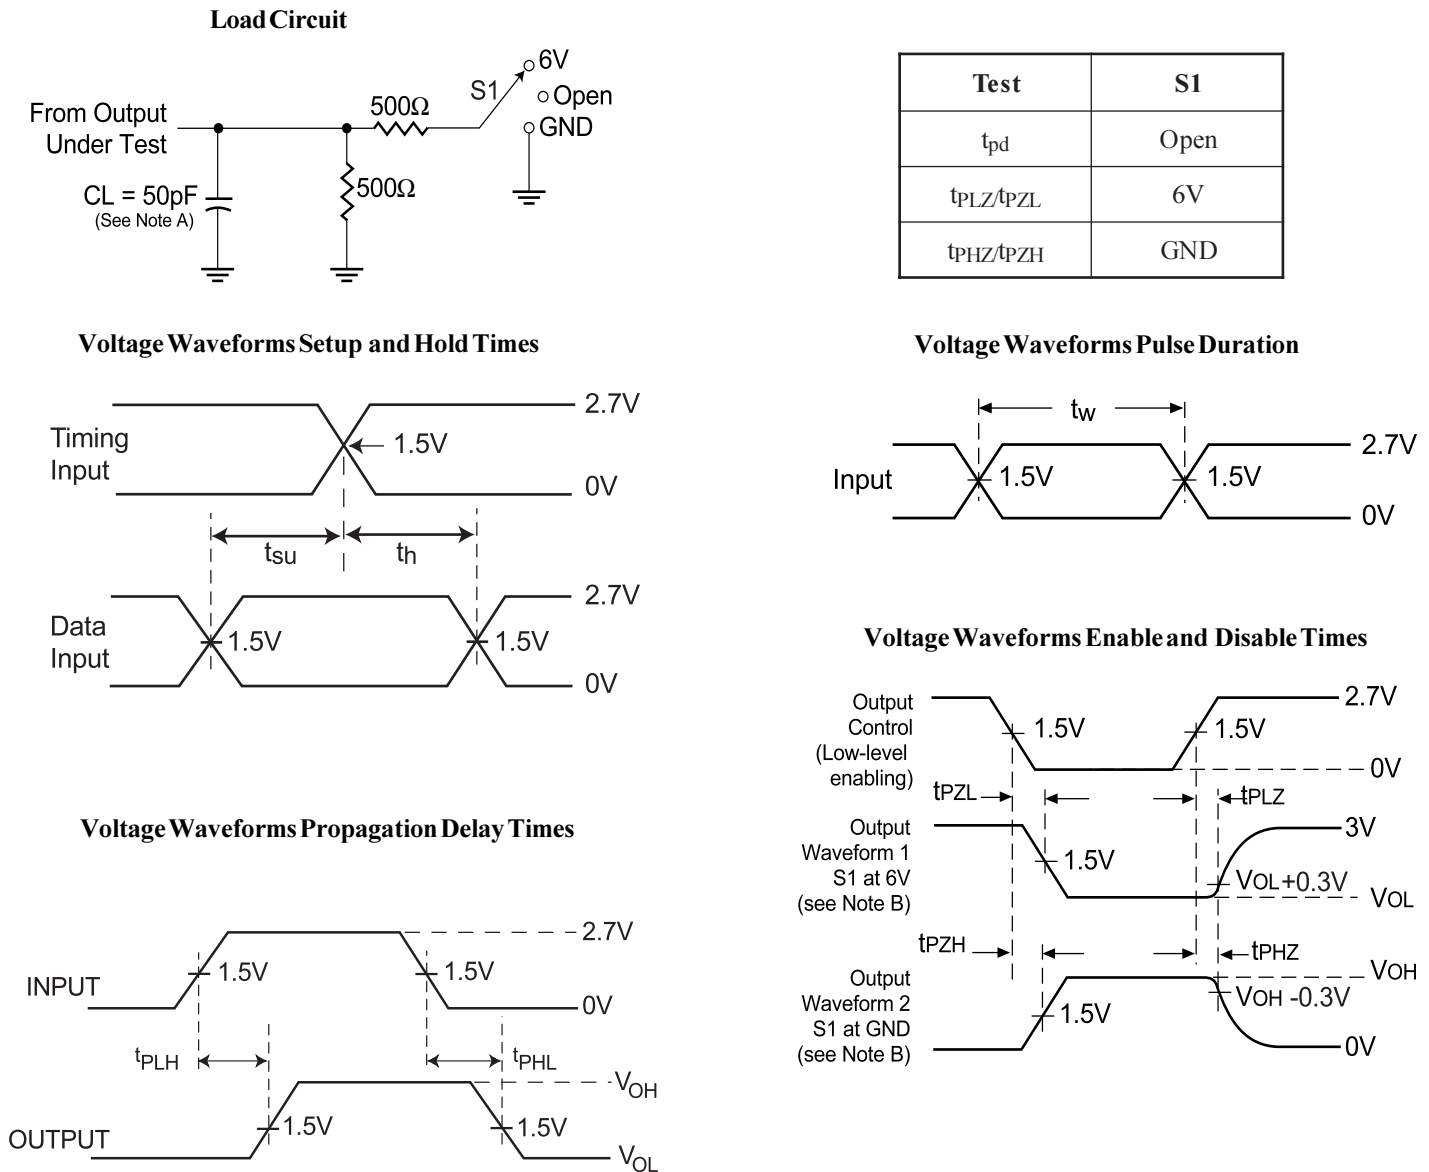 Load Circuit
6V
S1
Open
GND
500Ω
From Output
Under Test
500Ω
CL = 50pF
(See Note A)
Test S1
tpd Open
tPLZ/tPZL 6V
tPHZ/tPZH GND
Voltage Waveforms Setup and Hold Times
2.7V
Timing
Input
1.5V
0V
tsu th
2.7V
Data
Input
1.5V 1.5V
0V
Voltage Waveforms Pulse Duration
tW
2.7V
Input
1.5V 1.5V
0V
Voltage Waveforms Propagation Delay Times
2.7V
INPUT
1.5V 1.5V
0V
tPLH tPHL
VOH
OUTPUT
1.5V 1.5V
VOL
Voltage Waveforms Enable and Disable Times
Output
Control
(Low-level
enabling)
1.5V 1.5V
2.7V
0V
tPZL tPLZ
Output
Waveform 1
S1 at 6V
(see Note B)
1.5V
3V
VOL+0.3V
VOL
tPZH tPHZ
Output
Waveform 2
S1 at GND
(see Note B)
1.5V
VOH
VOH -0.3V
0V